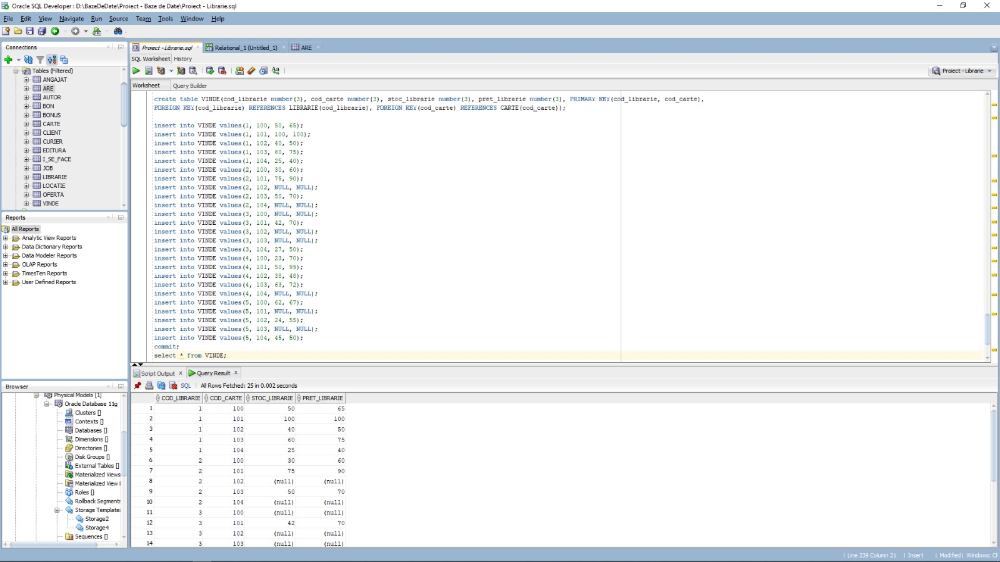 Oracle SQL Developer : D:\BazeDeDate\Proiect - Baze de Date\Proiect - Librarie.sql
File Edit View Navigate Run Source Team Tools Window Help
Connections
Tables (Filtered)
ANGAJAT
ARE
AUTOR
BON
BONUS
CARTE
CLIENT
CURIER
EDITURA
I_SE_FACE
JOB
LIBRARIE
LOCATIE
OFERTA
VINDE
Reports
All Reports
Analytic View Reports
Data Dictionary Reports
Data Modeler Reports
OLAP Reports
TimesTen Reports
User Defined Reports
Browser
Physical Models [1]
Oracle Database 11g
Clusters []
Contexts []
Databases []
Dimensions []
Directories []
Disk Groups []
External Tables []
Materialized Views
Materialized View
Roles []
Rollback Segments
Storage Template
Storage2
Storage4
Sequences []
Proiect - Librarie.sql Relational_1 (Untitled_1) ARE
SQL Worksheet History
Proiect - Librarie
Worksheet Query Builder
create table VINDE(cod_librarie number(3), cod_carte number(3), stoc_librarie number(3), pret_librarie number(3), PRIMARY KEY(cod_librarie, cod_carte),
FOREIGN KEY(cod_librarie) REFERENCES LIBRARIE(cod_librarie), FOREIGN KEY(cod_carte) REFERENCES CARTE(cod_carte));
insert into VINDE values(1, 100, 50, 65);
insert into VINDE values(1, 101, 100, 100);
insert into VINDE values(1, 102, 40, 50);
insert into VINDE values(1, 103, 60, 75);
insert into VINDE values(1, 104, 25, 40);
insert into VINDE values(2, 100, 30, 60);
insert into VINDE values(2, 101, 75, 90);
insert into VINDE values(2, 102, NULL, NULL);
insert into VINDE values(2, 103, 50, 70);
insert into VINDE values(2, 104, NULL, NULL);
insert into VINDE values(3, 100, NULL, NULL);
insert into VINDE values(3, 101, 42, 70);
insert into VINDE values(3, 102, NULL, NULL);
insert into VINDE values(3, 103, NULL, NULL);
insert into VINDE values(3, 104, 27, 50);
insert into VINDE values(4, 100, 23, 70);
insert into VINDE values(4, 101, 50, 99);
insert into VINDE values(4, 102, 38, 48);
insert into VINDE values(4, 103, 63, 72);
insert into VINDE values(4, 104, NULL, NULL);
insert into VINDE values(5, 100, 62, 67);
insert into VINDE values(5, 101, NULL, NULL);
insert into VINDE values(5, 102, 24, 55);
insert into VINDE values(5, 103, NULL, NULL);
insert into VINDE values(5, 104, 45, 50);
commit;
select * from VINDE;
Script Output Query Result
SQL All Rows Fetched: 25 in 0.002 seconds
COD_LIBRARIE COD_CARTE STOC_LIBRARIE PRET_LIBRARIE
1 1 100 50 65
2 1 101 100 100
3 1 102 40 50
4 1 103 60 75
5 1 104 25 40
6 2 100 30 60
7 2 101 75 90
8 2 102 (null) (null)
9 2 103 50 70
10 2 104 (null) (null)
11 3 100 (null) (null)
12 3 101 42 70
13 3 102 (null) (null)
14 3 103 (null) (null)
Line 239 Column 21 | Insert | Modified | Windows: CR